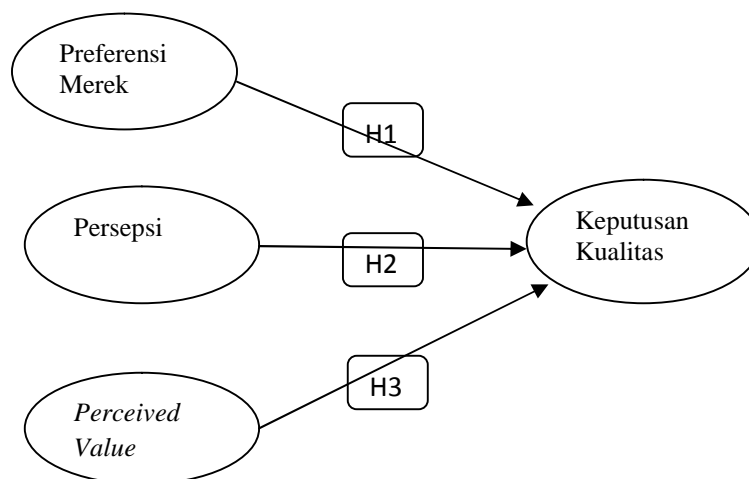 Preferensi
Merek
H1
Persepsi
H2
Keputusan
Kualitas
H3
Perceived
Value